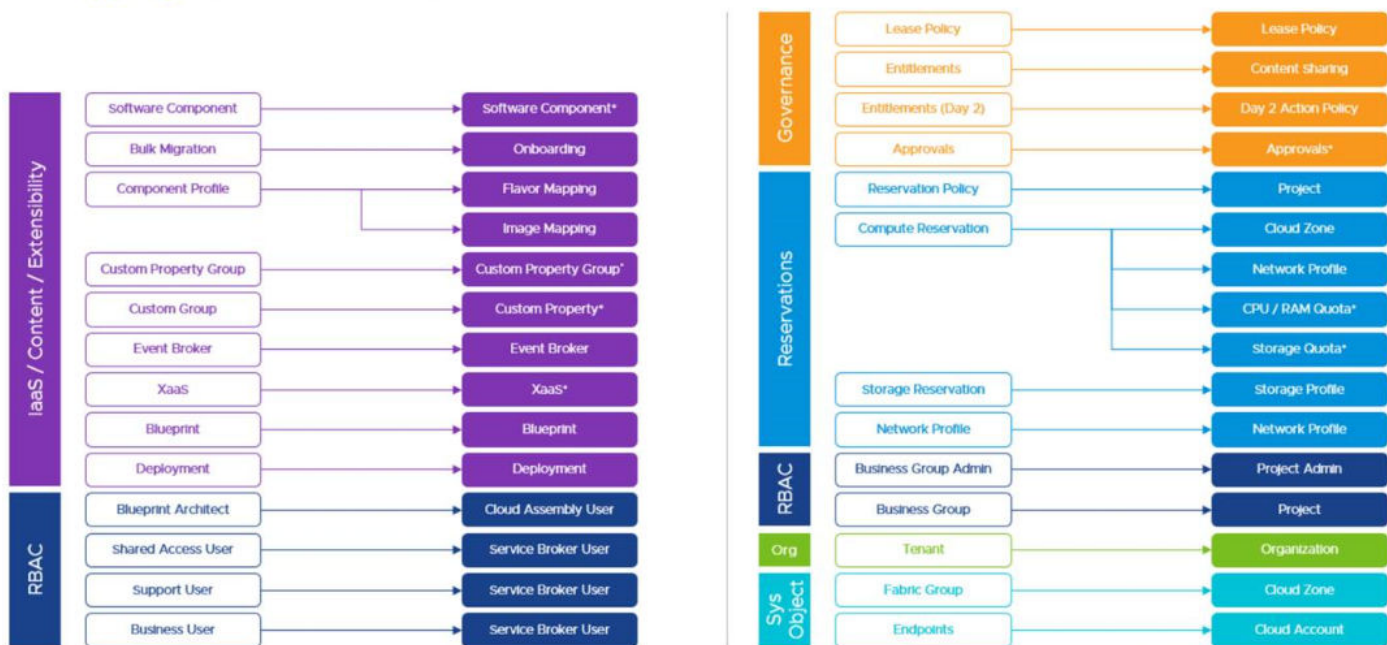 IaaS / Content / Extensibility
Software Component
Software Component*
Bulk Migration
Onboarding
Component Profile
Flavor Mapping
Image Mapping
Custom Property Group
Custom Property Group*
Custom Group
Custom Property*
Event Broker
Event Broker
XaaS
XaaS*
Blueprint
Blueprint
Deployment
Deployment
RBAC
Blueprint Architect
Cloud Assembly User
Shared Access User
Service Broker User
Support User
Service Broker User
Business User
Service Broker User
Governance
Lease Policy
Lease Policy
Entitlements
Content Sharing
Entitlements (Day 2)
Day 2 Action Policy
Approvals
Approvals*
Reservations
Reservation Policy
Project
Compute Reservation
Cloud Zone
Network Profile
CPU / RAM Quota*
Storage Quota*
Storage Reservation
Storage Profile
Network Profile
Network Profile
RBAC
Business Group Admin
Project Admin
Business Group
Project
Org
Tenant
Organization
Sys
Object
Fabric Group
Cloud Zone
Endpoints
Cloud Account